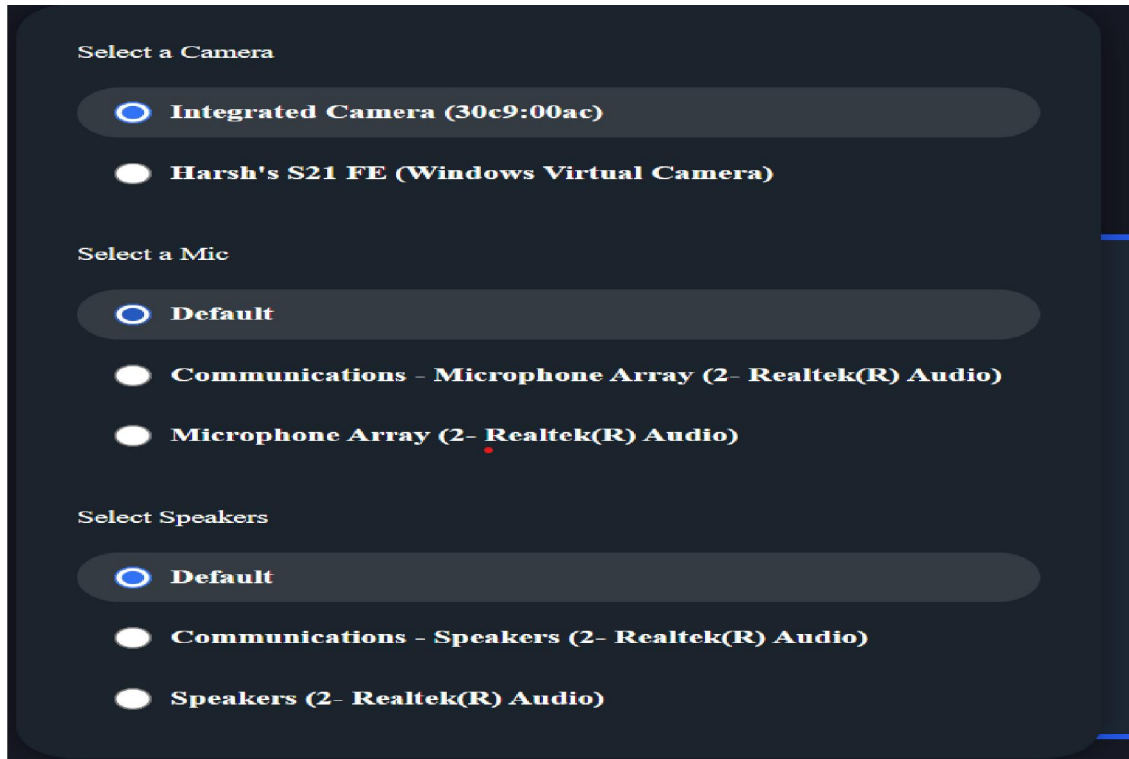 Select a Camera
Integrated Camera (30c9:00ac)
Harsh's S21 FE (Windows Virtual Camera)
Select a Mic
Default
Communications - Microphone Array (2- Realtek(R) Audio)
Microphone Array (2- Realtek(R) Audio)
Select Speakers
Default
Communications - Speakers (2- Realtek(R) Audio)
Speakers (2- Realtek(R) Audio)